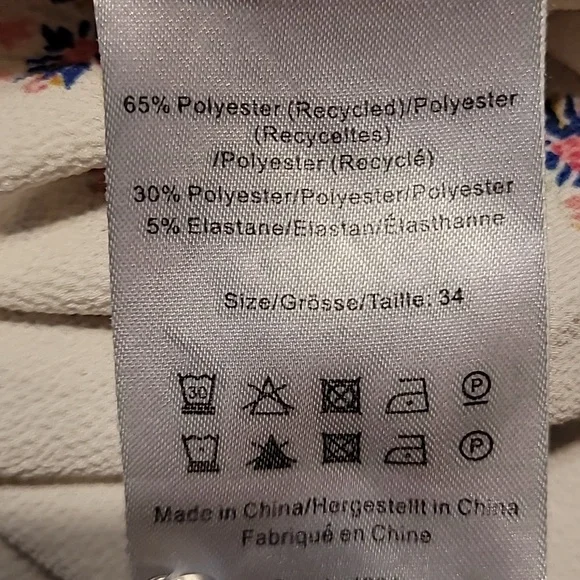 65% Polyester (Recycled)/Polyester
(Recyceltes)
/Polyester (Recyclé)
30% Polyester/Polyester/Polyester
5% Elastane/Elastan/Élasthanne
Size/Grösse/Taille: 34
30 P
P
Made in China/Hergestellt in China
Fabriqué en Chine